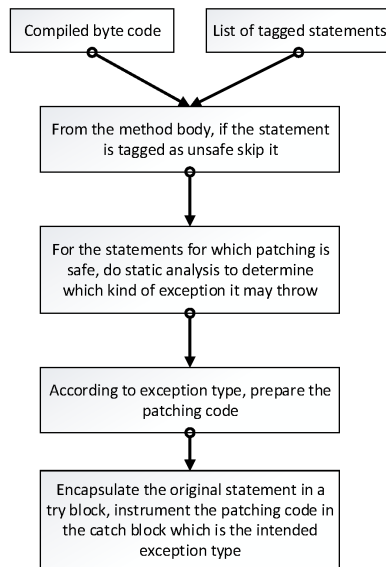 Compiled byte code
List of tagged statements
From the method body, if the statement
is tagged as unsafe skip it
For the statements for which patching is
safe, do static analysis to determine
which kind of exception it may throw
According to exception type, prepare the
patching code
Encapsulate the original statement in a
try block, instrument the patching code in
the catch block which is the intended
exception type